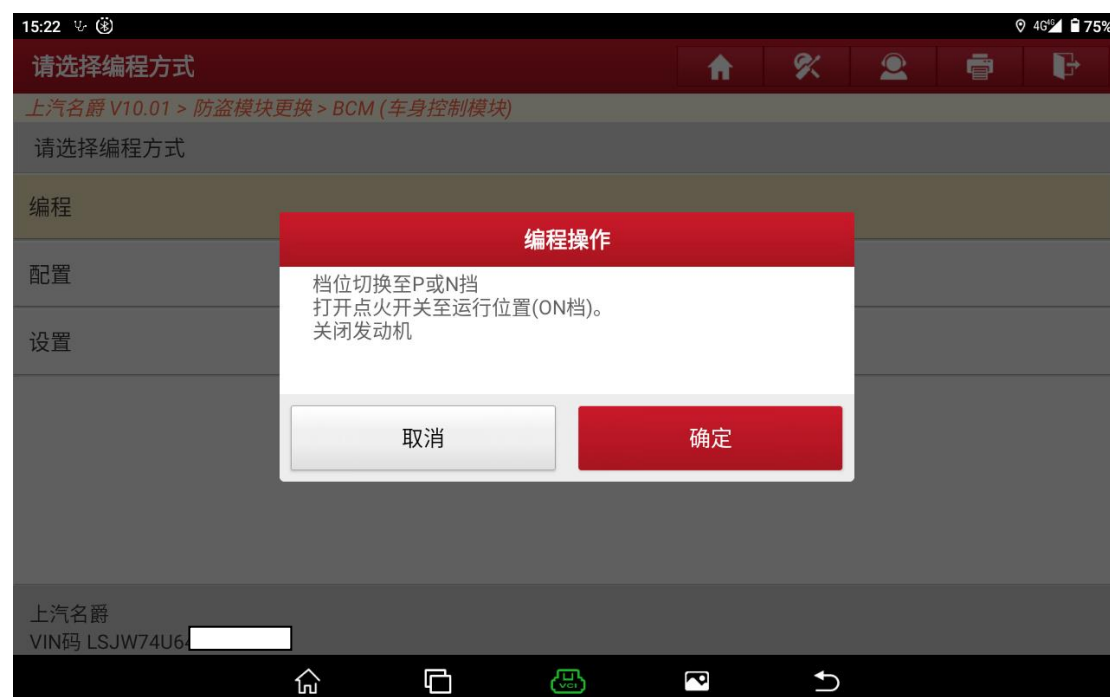 15:22 4G 4G 75%
请选择编程方式
上汽名爵 V10.01 > 防盗模块更换 > BCM (车身控制模块)
请选择编程方式
编程
编程操作
配置
档位切换至P或N挡
打开点火开关至运行位置(ON档)。
关闭发动机
设置
取消
确定
上汽名爵
VIN码 LSJW74U6
VCI